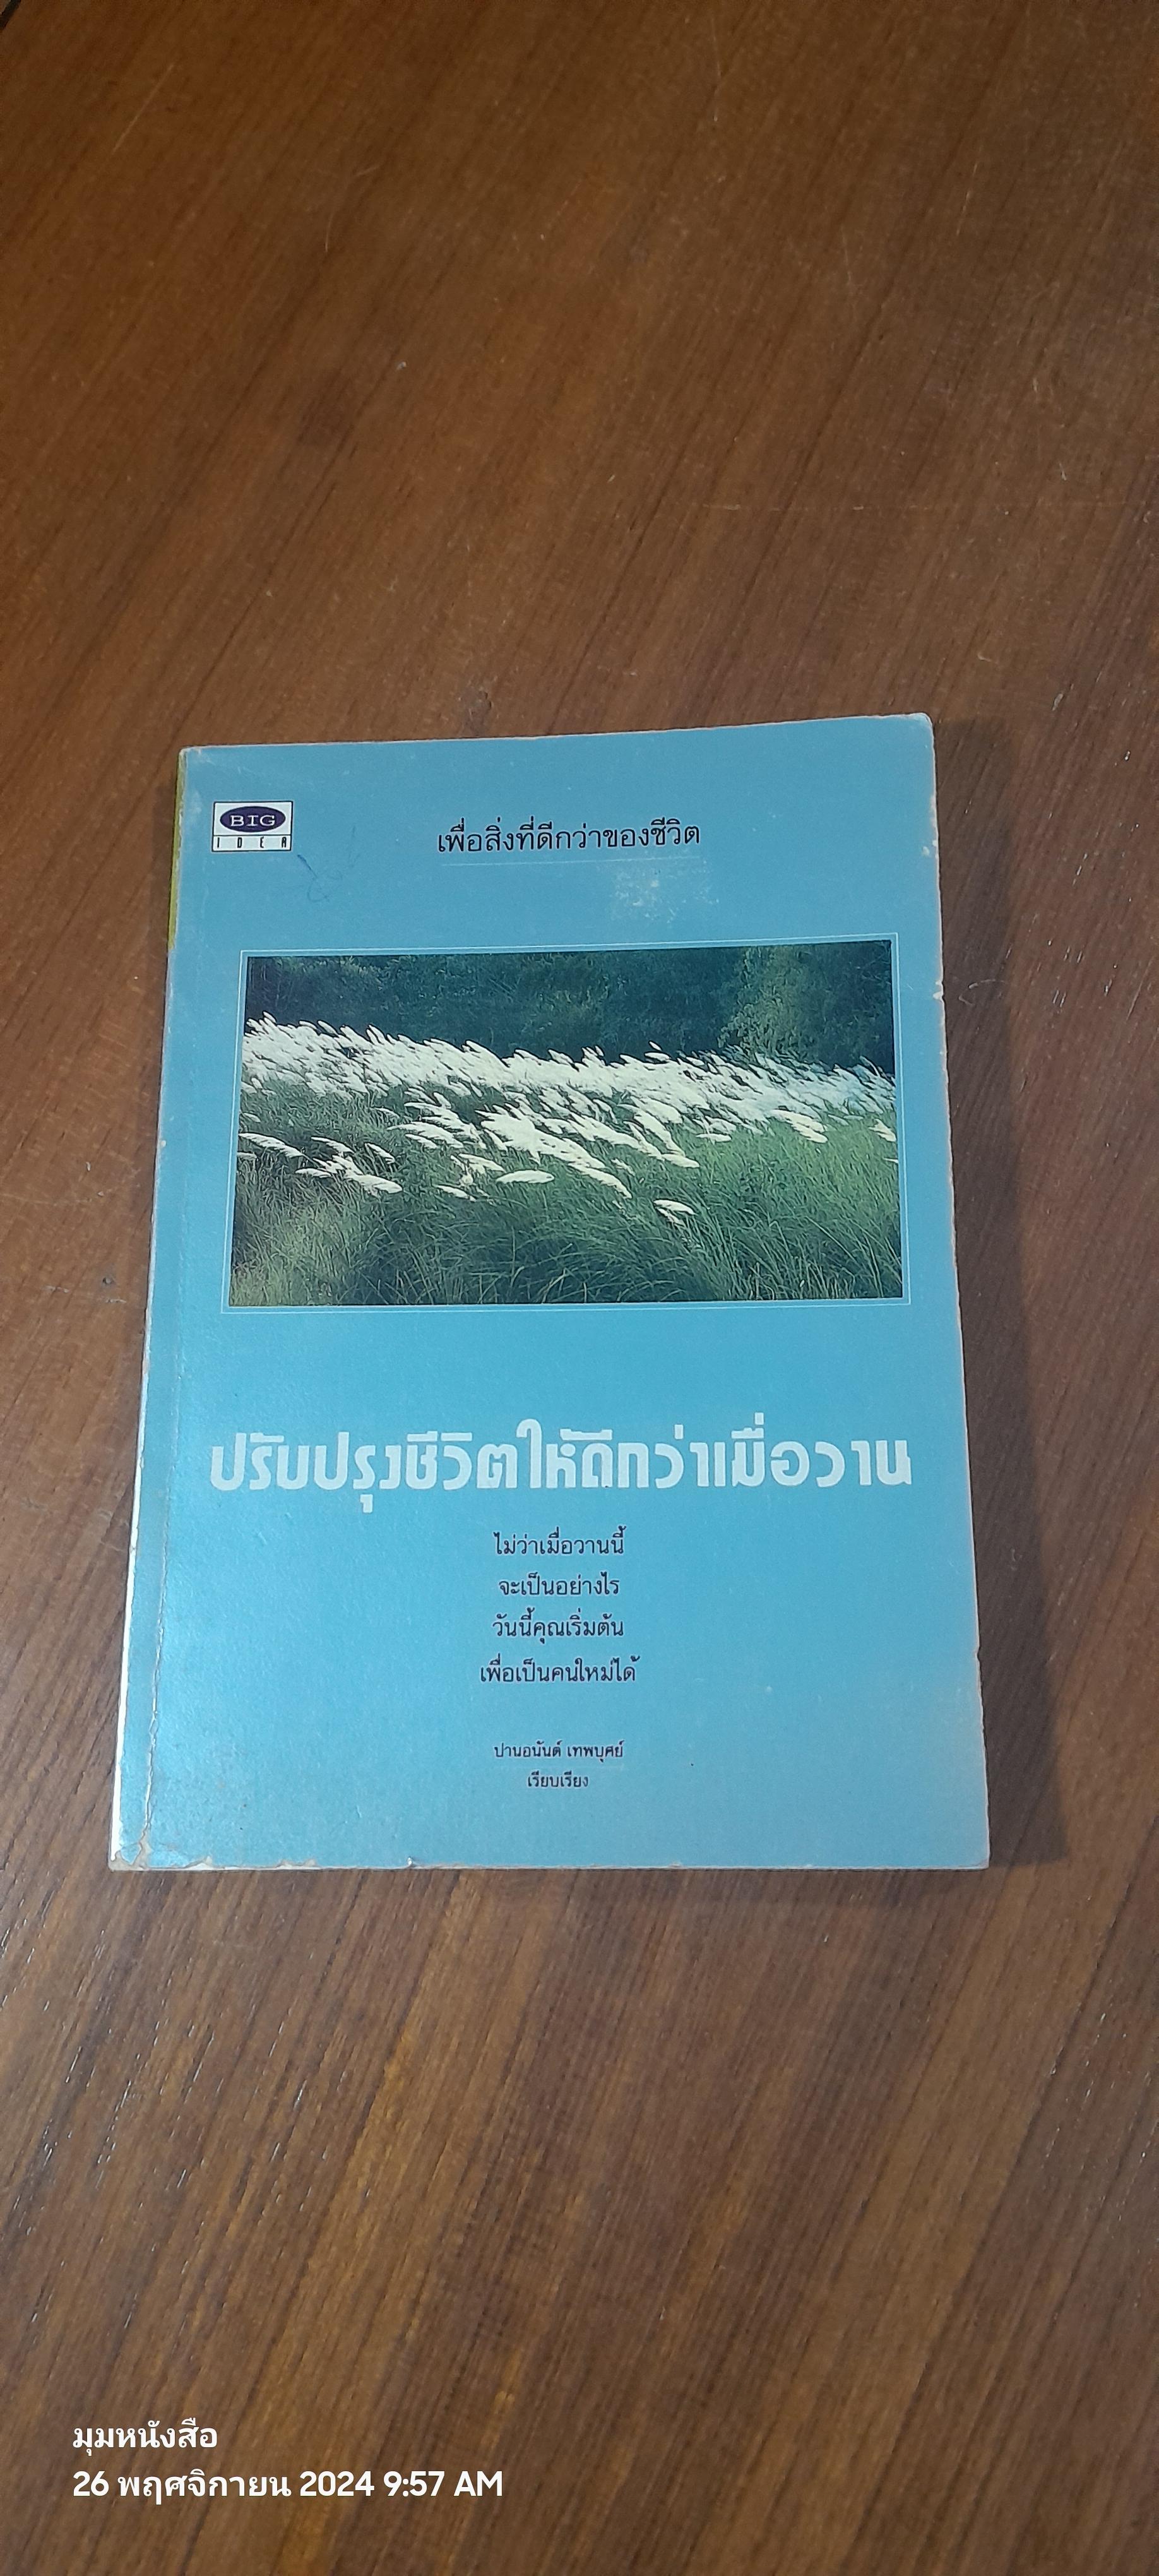 BIG
IDEA
เพื่อสิ่งที่ดีกว่าของชีวิต
ปรับปรุงชีวิตให้ดีกว่าเมื่อวาน
ไม่ว่าเมื่อวานนี้
จะเป็นอย่างไร
วันนี้คุณเริ่มต้น
เพื่อเป็นคนใหม่ได้
ปานอนันต์ เทพบุศย์
เรียบเรียง
มุมหนังสือ
26 พฤศจิกายน 2024 9:57 AM